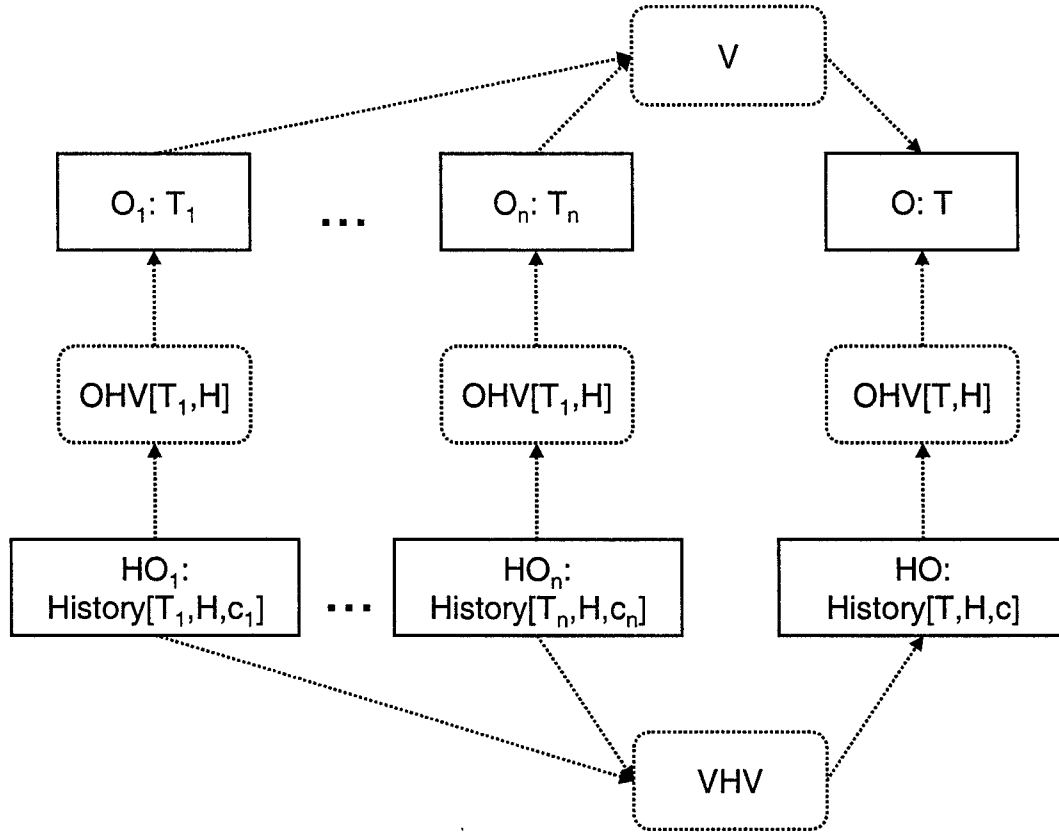 V
O₁: T₁
...
Oₙ: Tₙ
O: T
OHV[T₁,H]
OHV[T₁,H]
OHV[T,H]
HO₁:
History[T₁,H,c₁]
...
HOₙ:
History[Tₙ,H,cₙ]
HO:
History[T,H,c]
VHV